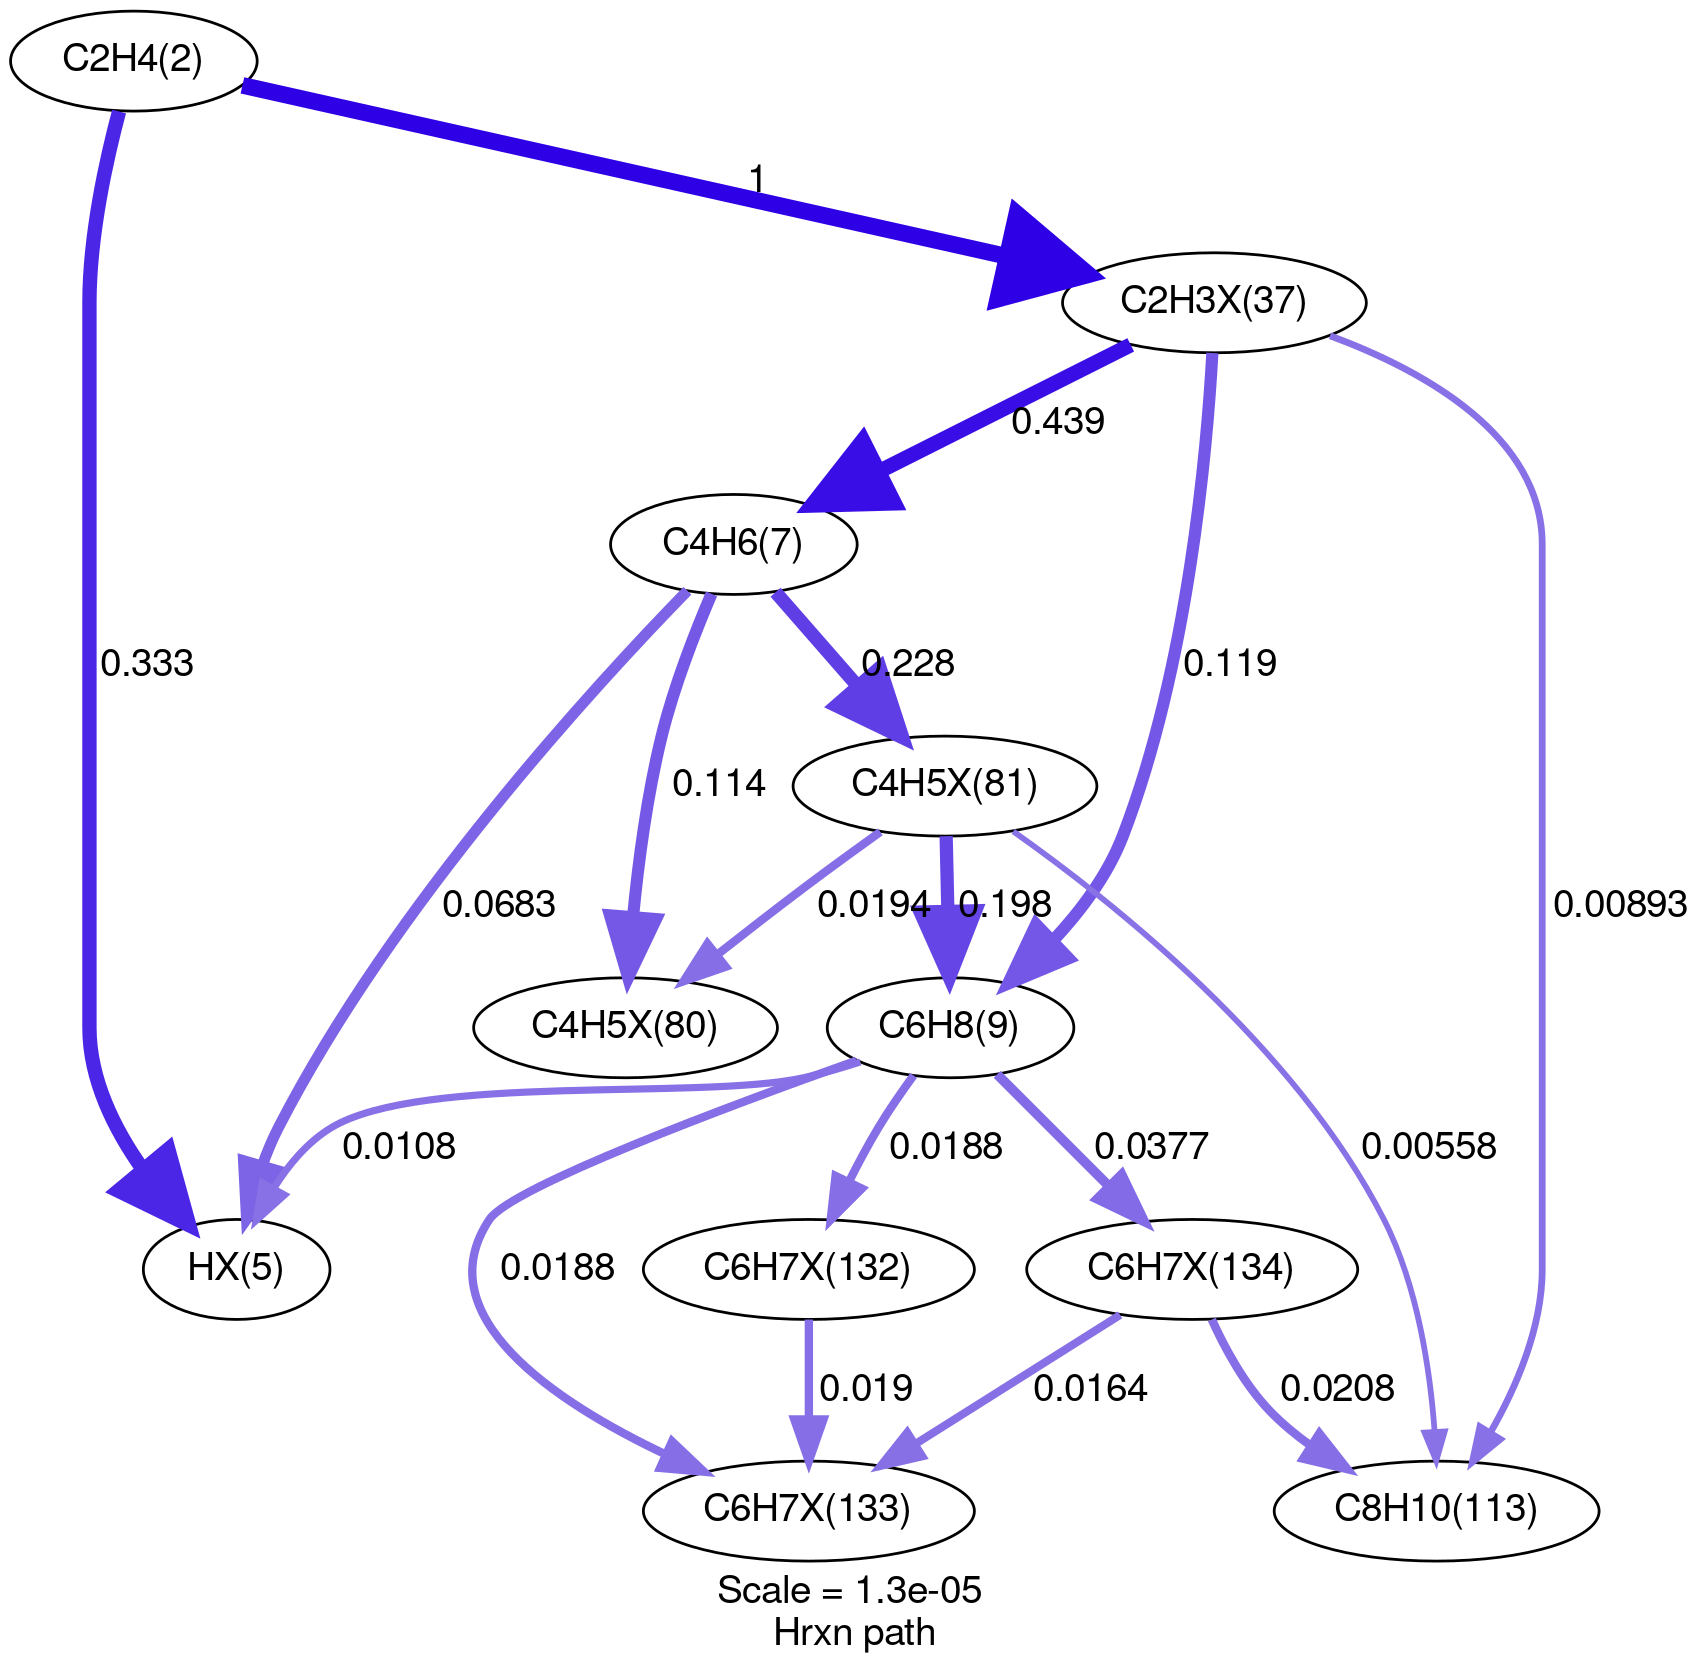 C2H4(2)
1
C2H3X(37)
0.439
C4H6(7)
0.333
0.228
0.119
0.114
C4H5X(81)
0.0683
0.0194
0.198
0.00893
C4H5X(80)
C6H8(9)
0.0108
0.0188
0.0377
0.00558
HX(5)
0.0188
C6H7X(132)
C6H7X(134)
0.019
0.0164
0.0208
C6H7X(133)
C8H10(113)
Scale = 1.3e-05
Hrxn path